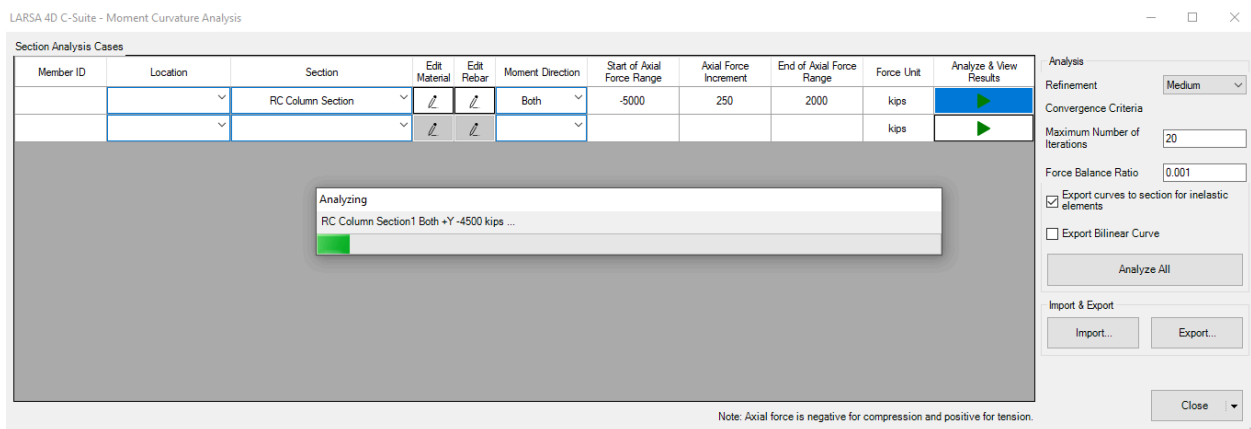 LARSA 4D C-Suite - Moment Curvature Analysis
Section Analysis Cases
Member ID Location Section Edit Material Edit Rebar Moment Direction Start of Axial Force Range Axial Force Increment End of Axial Force Range Force Unit Analyze & View Results
RC Column Section Both -5000 250 2000 kips
kips
Analyzing
RC Column Section1 Both +Y -4500 kips ...
Analysis
Refinement Medium
Convergence Criteria
Maximum Number of
Iterations 20
Force Balance Ratio 0.001
Export curves to section for inelastic
elements
Export Bilinear Curve
Analyze All
Import & Export
Import... Export...
Close
Note: Axial force is negative for compression and positive for tension.